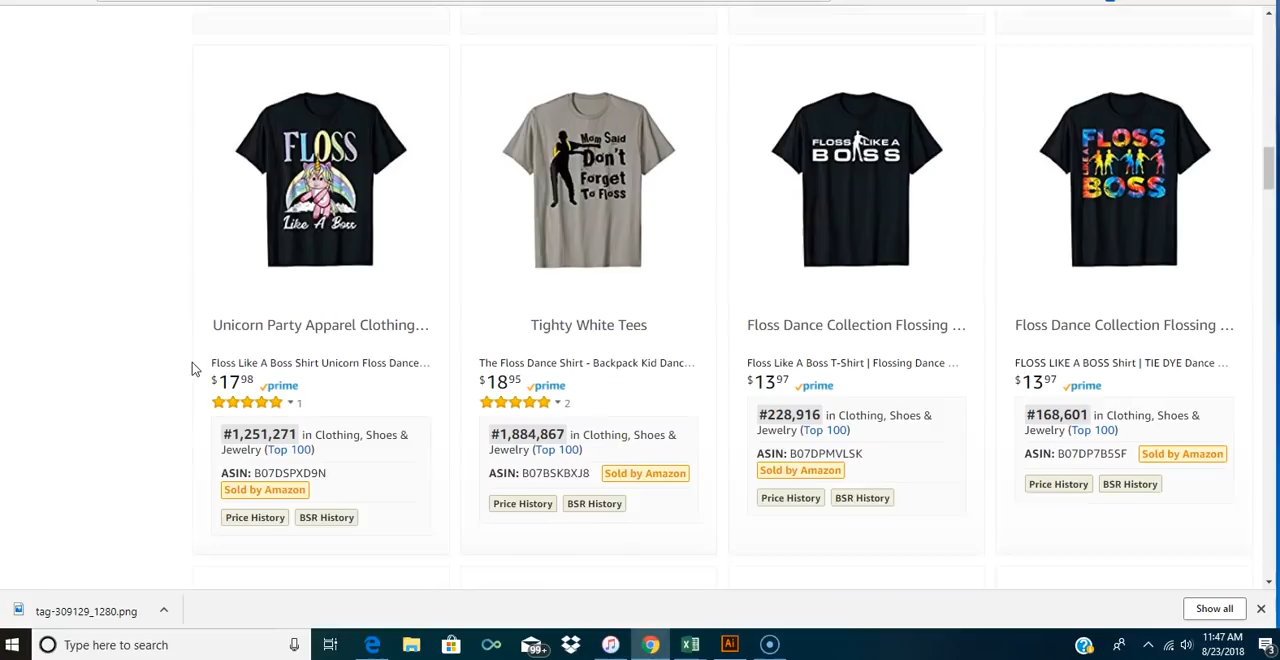 FLOSS
Like A Boss
Mom Said
Don't
Forget
To Floss
FLOSS LIKE A
BOSS
FLOSS
LIKE A
BOSS
Unicorn Party Apparel Clothing...
Tighty White Tees
Floss Dance Collection Flossing ...
Floss Dance Collection Flossing ...
Floss Like A Boss Shirt Unicorn Floss Dance...
$17 98 prime
1
#1,251,271 in Clothing, Shoes &
Jewelry (Top 100)
ASIN: B07DSPXD9N
Sold by Amazon
Price History BSR History
The Floss Dance Shirt - Backpack Kid Danc...
$18 95 prime
2
#1,884,867 in Clothing, Shoes &
Jewelry (Top 100)
ASIN: B07BSKBXJ8 Sold by Amazon
Price History BSR History
Floss Like A Boss T-Shirt | Flossing Dance ...
$13 97 prime
#228,916 in Clothing, Shoes &
Jewelry (Top 100)
ASIN: B07DPMVLSK
Sold by Amazon
Price History BSR History
FLOSS LIKE A BOSS Shirt | TIE DYE Dance ...
$13 97 prime
#168,601 in Clothing, Shoes &
Jewelry (Top 100)
ASIN: B07DP7B5SF Sold by Amazon
Price History BSR History
tag-309129_1280.png
Show all
Type here to search
99+
Ai
11:47 AM
8/23/2018
3